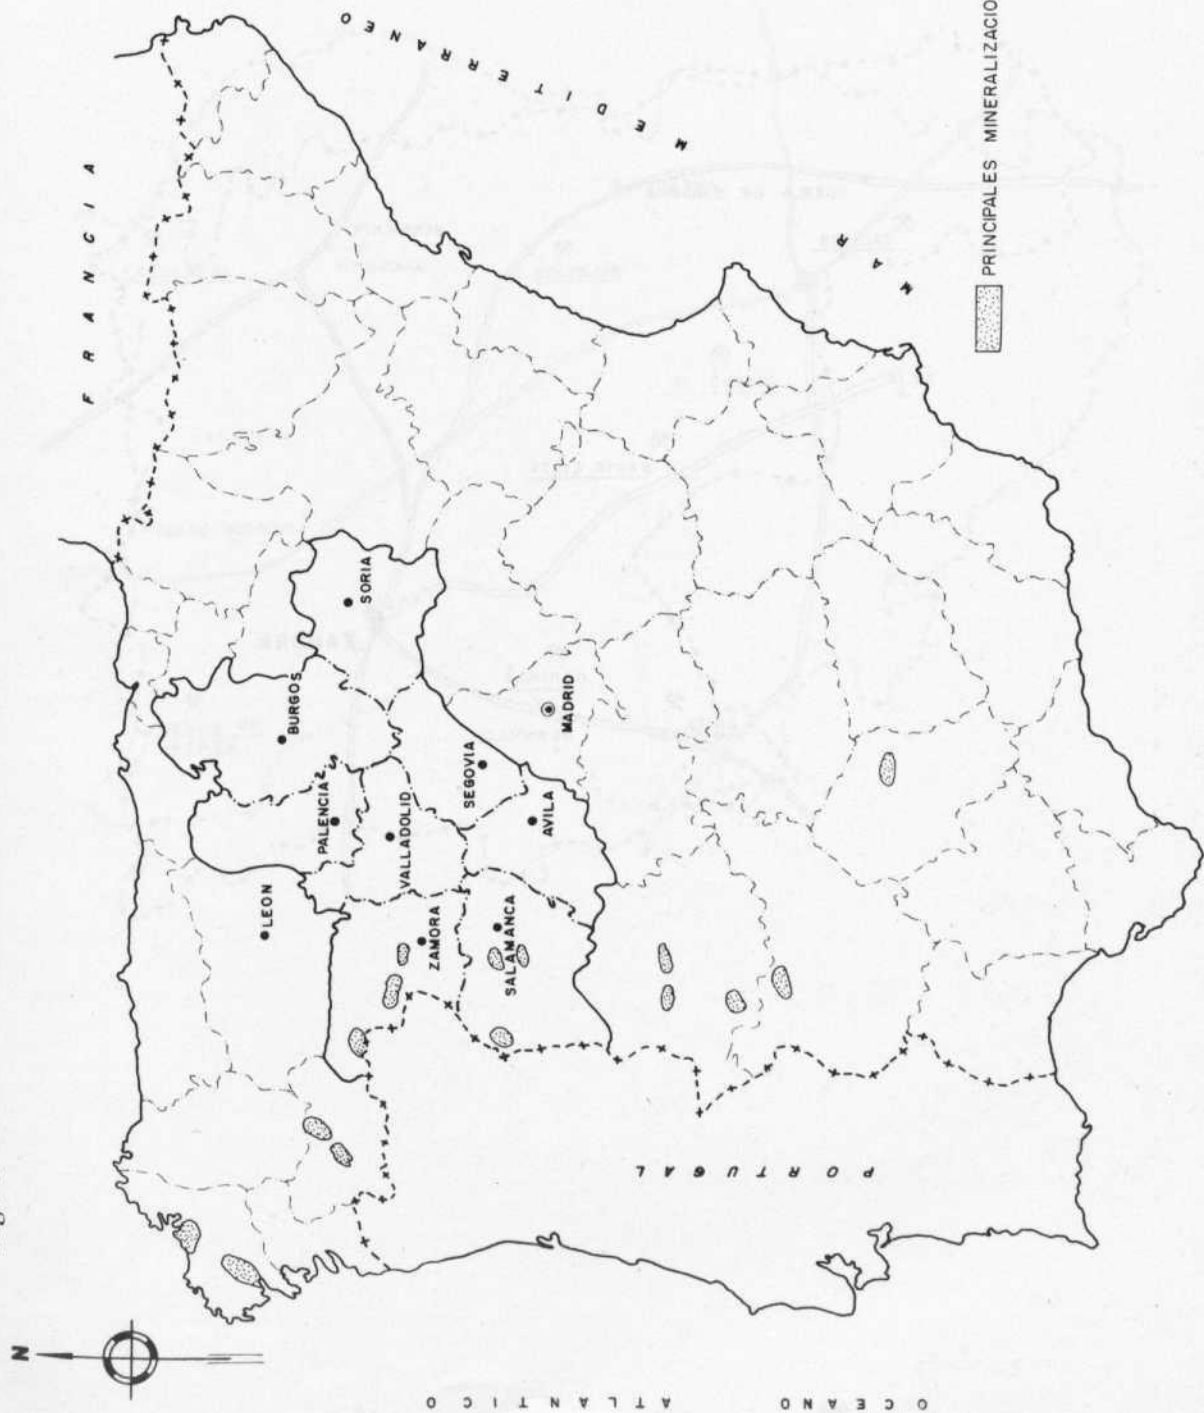 N
FRANCIA
OCEANO ATLANTICO
MAR MEDITERRANEO
PORTUGAL
LEON
BURGOS
PALENCIA
SORIA
VALLADOLID
ZAMORA
SEGOVIA
SALAMANCA
AVILA
MADRID
PRINCIPALES MINERALIZACIO